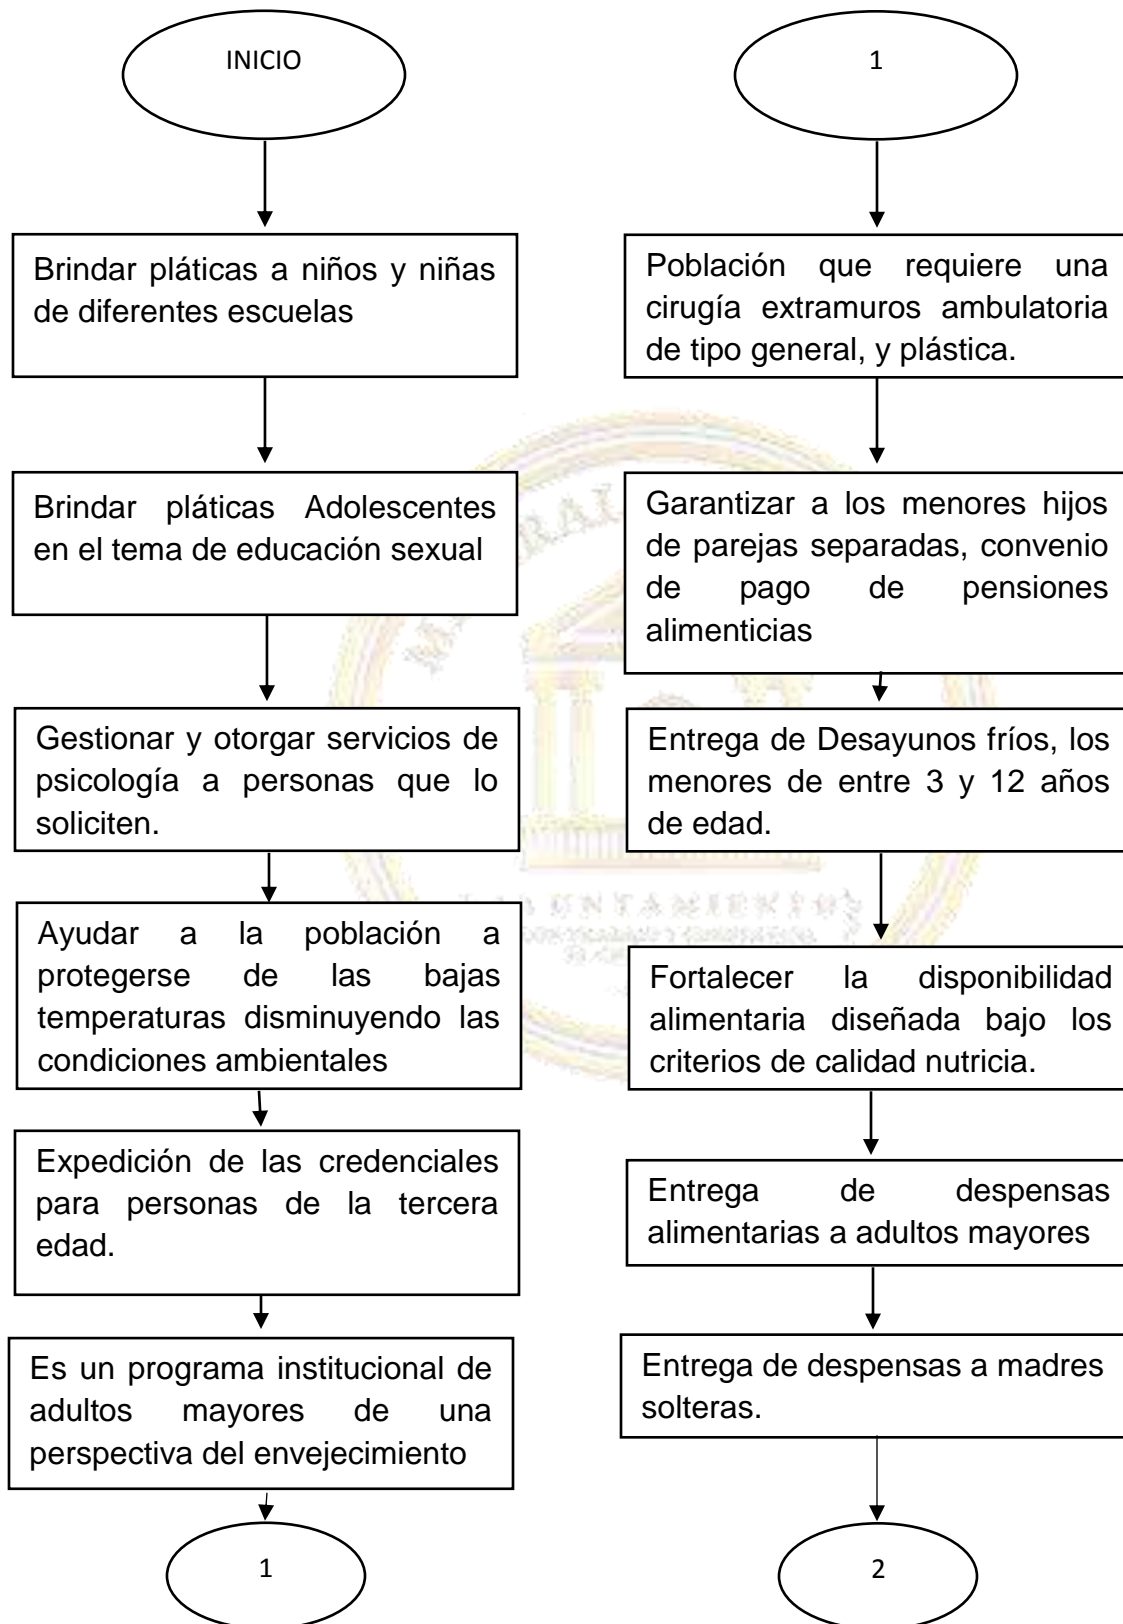 INICIO
Brindar pláticas a niños y niñas
de diferentes escuelas
Brindar pláticas Adolescentes
en el tema de educación sexual
Gestionar y otorgar servicios de
psicología a personas que lo
soliciten.
Ayudar a la población a
protegerse de las bajas
temperaturas disminuyendo las
condiciones ambientales
Expedición de las credenciales
para personas de la tercera
edad.
Es un programa institucional de
adultos mayores de una
perspectiva del envejecimiento
1
1
Población que requiere una
cirugía extramuros ambulatoria
de tipo general, y plástica.
Garantizar a los menores hijos
de parejas separadas, convenio
de pago de pensiones
alimenticias
Entrega de Desayunos fríos, los
menores de entre 3 y 12 años
de edad.
Fortalecer la disponibilidad
alimentaria diseñada bajo los
criterios de calidad nutricia.
Entrega de despensas
alimentarias a adultos mayores
Entrega de despensas a madres
solteras.
2